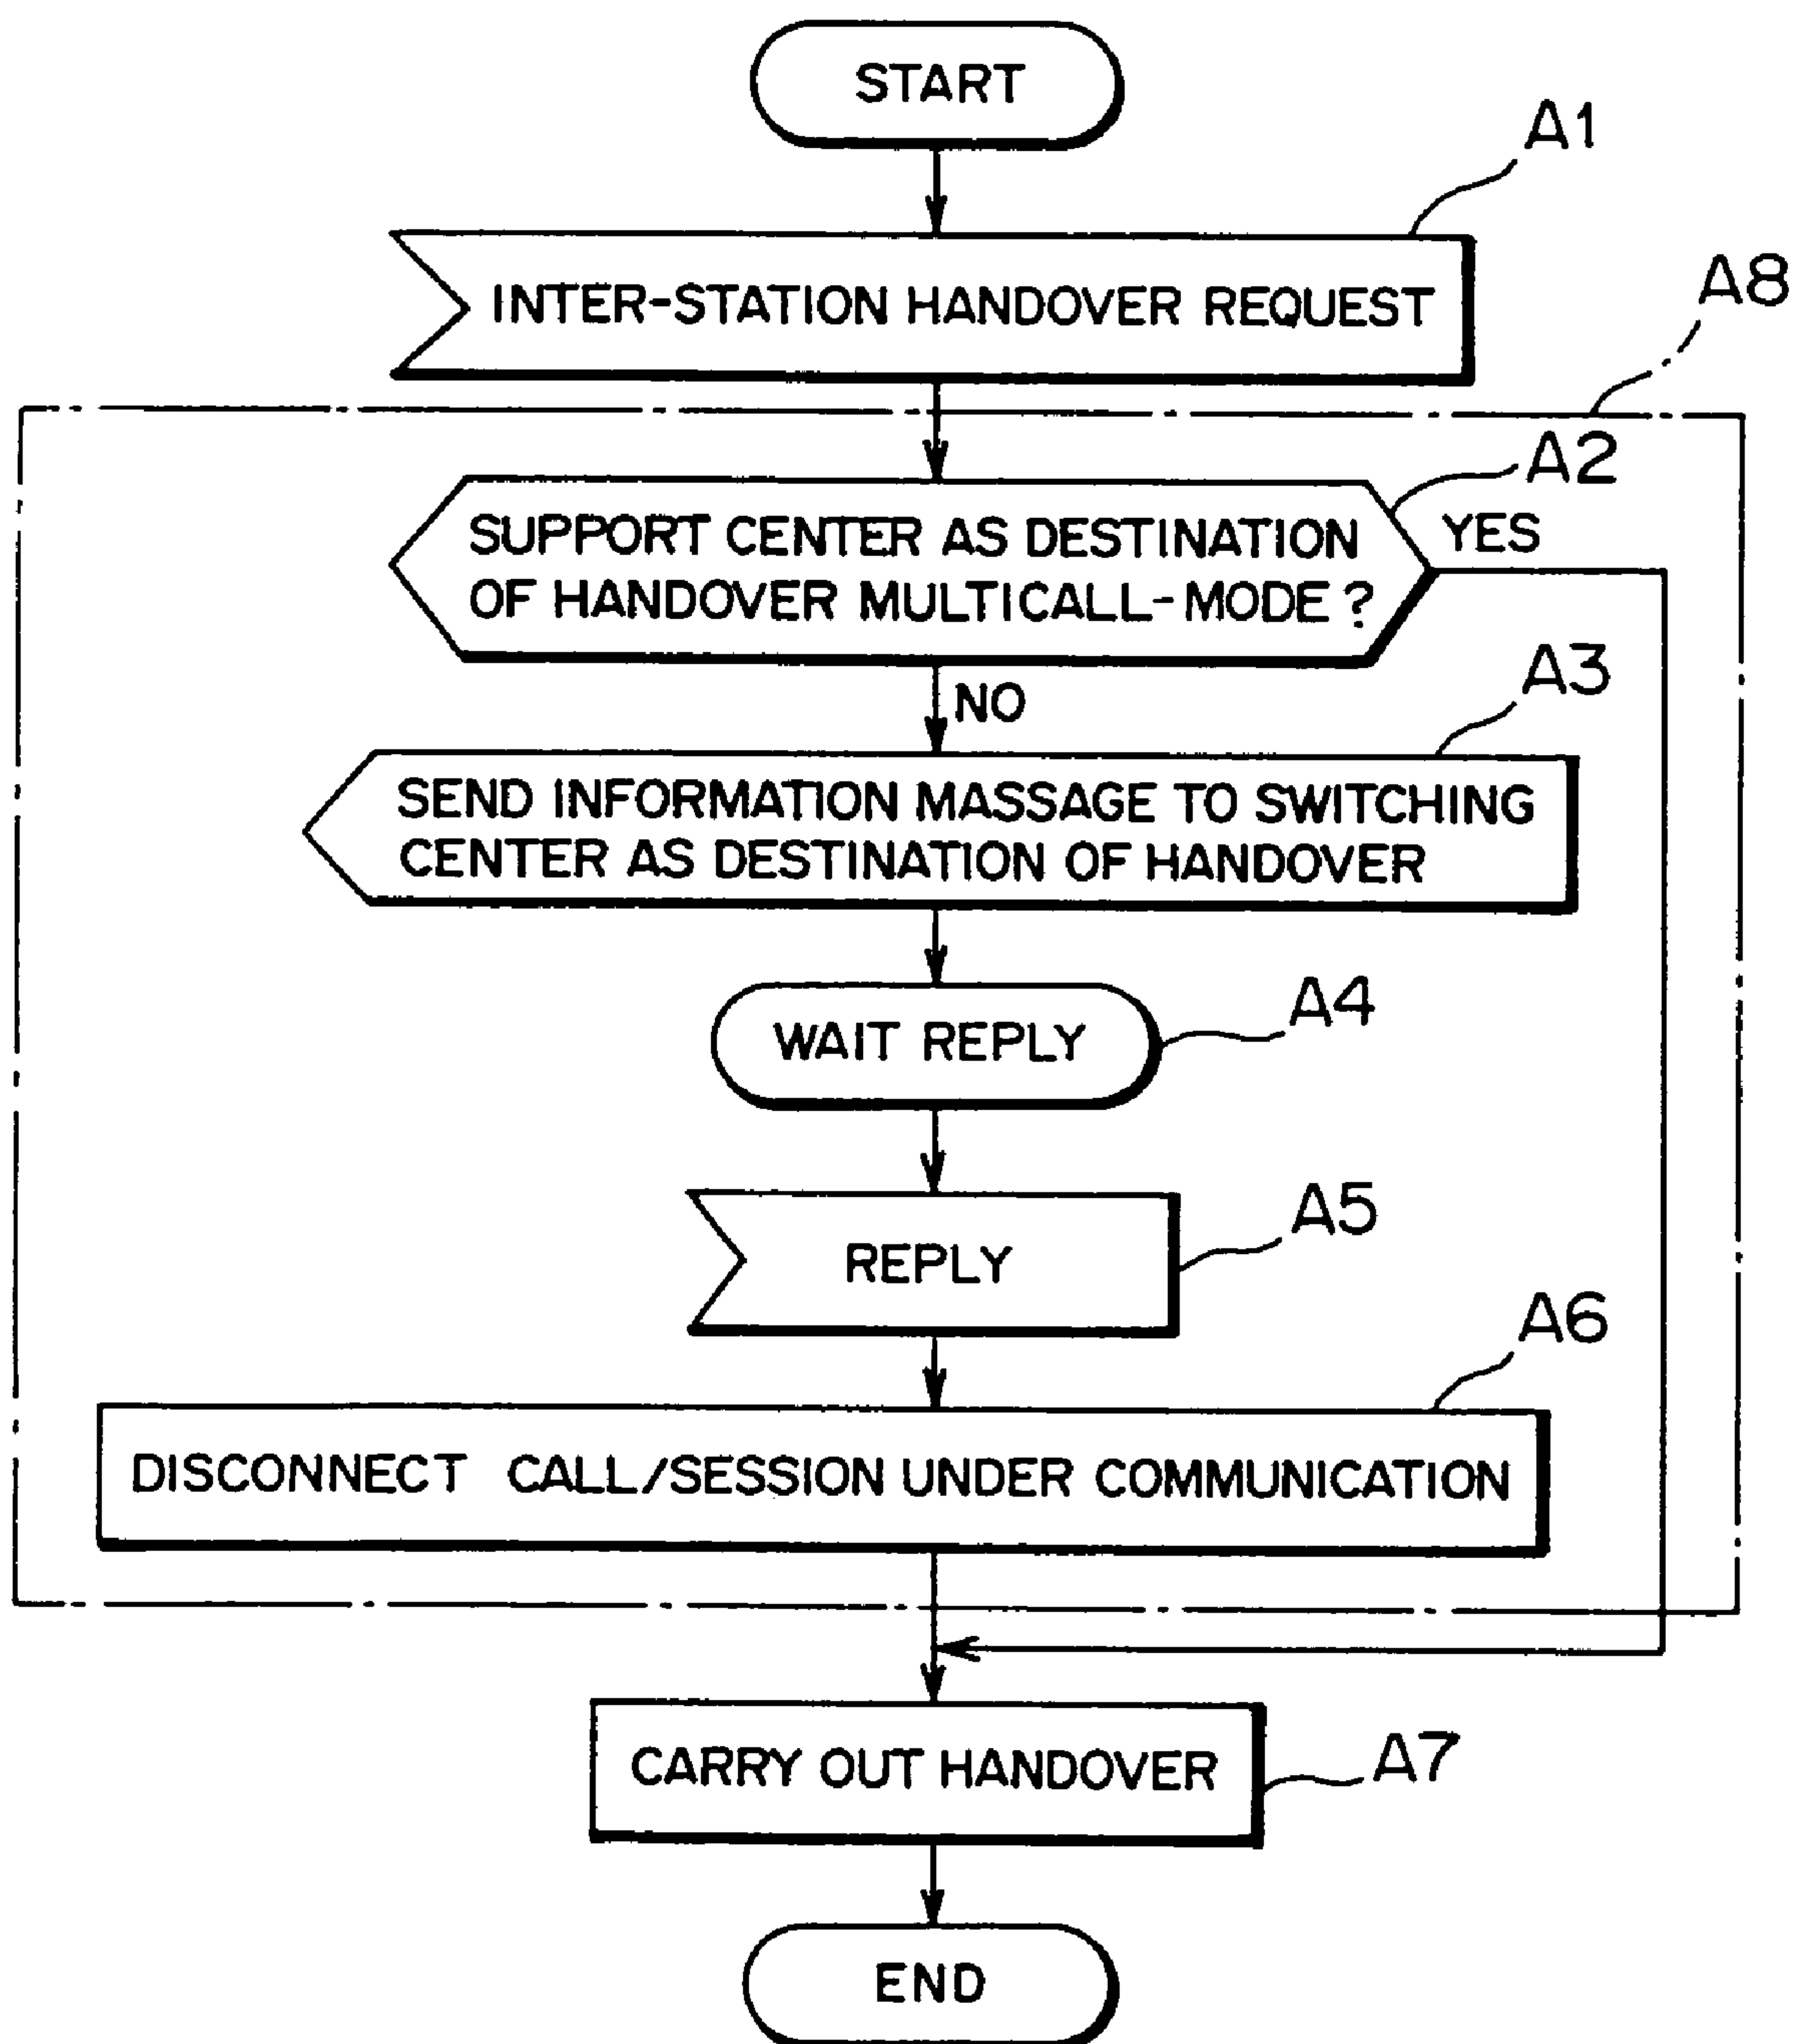 START
A1
INTER-STATION HANDOVER REQUEST
A8
A2
SUPPORT CENTER AS DESTINATION
OF HANDOVER MULTICALL-MODE ?
YES
NO
A3
SEND INFORMATION MASSAGE TO SWITCHING
CENTER AS DESTINATION OF HANDOVER
WAIT REPLY
A4
REPLY
A5
A6
DISCONNECT CALL/SESSION UNDER COMMUNICATION
CARRY OUT HANDOVER
A7
END